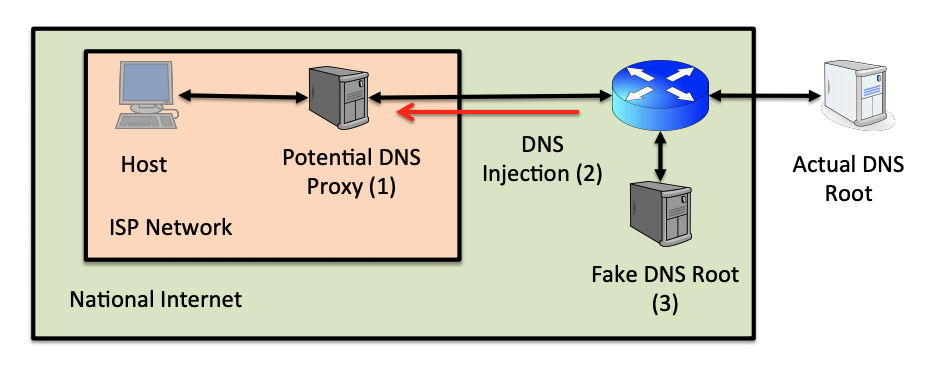 Host
Potential DNS
Proxy (1)
DNS
Injection (2)
Actual DNS
Root
ISP Network
Fake DNS Root
(3)
National Internet